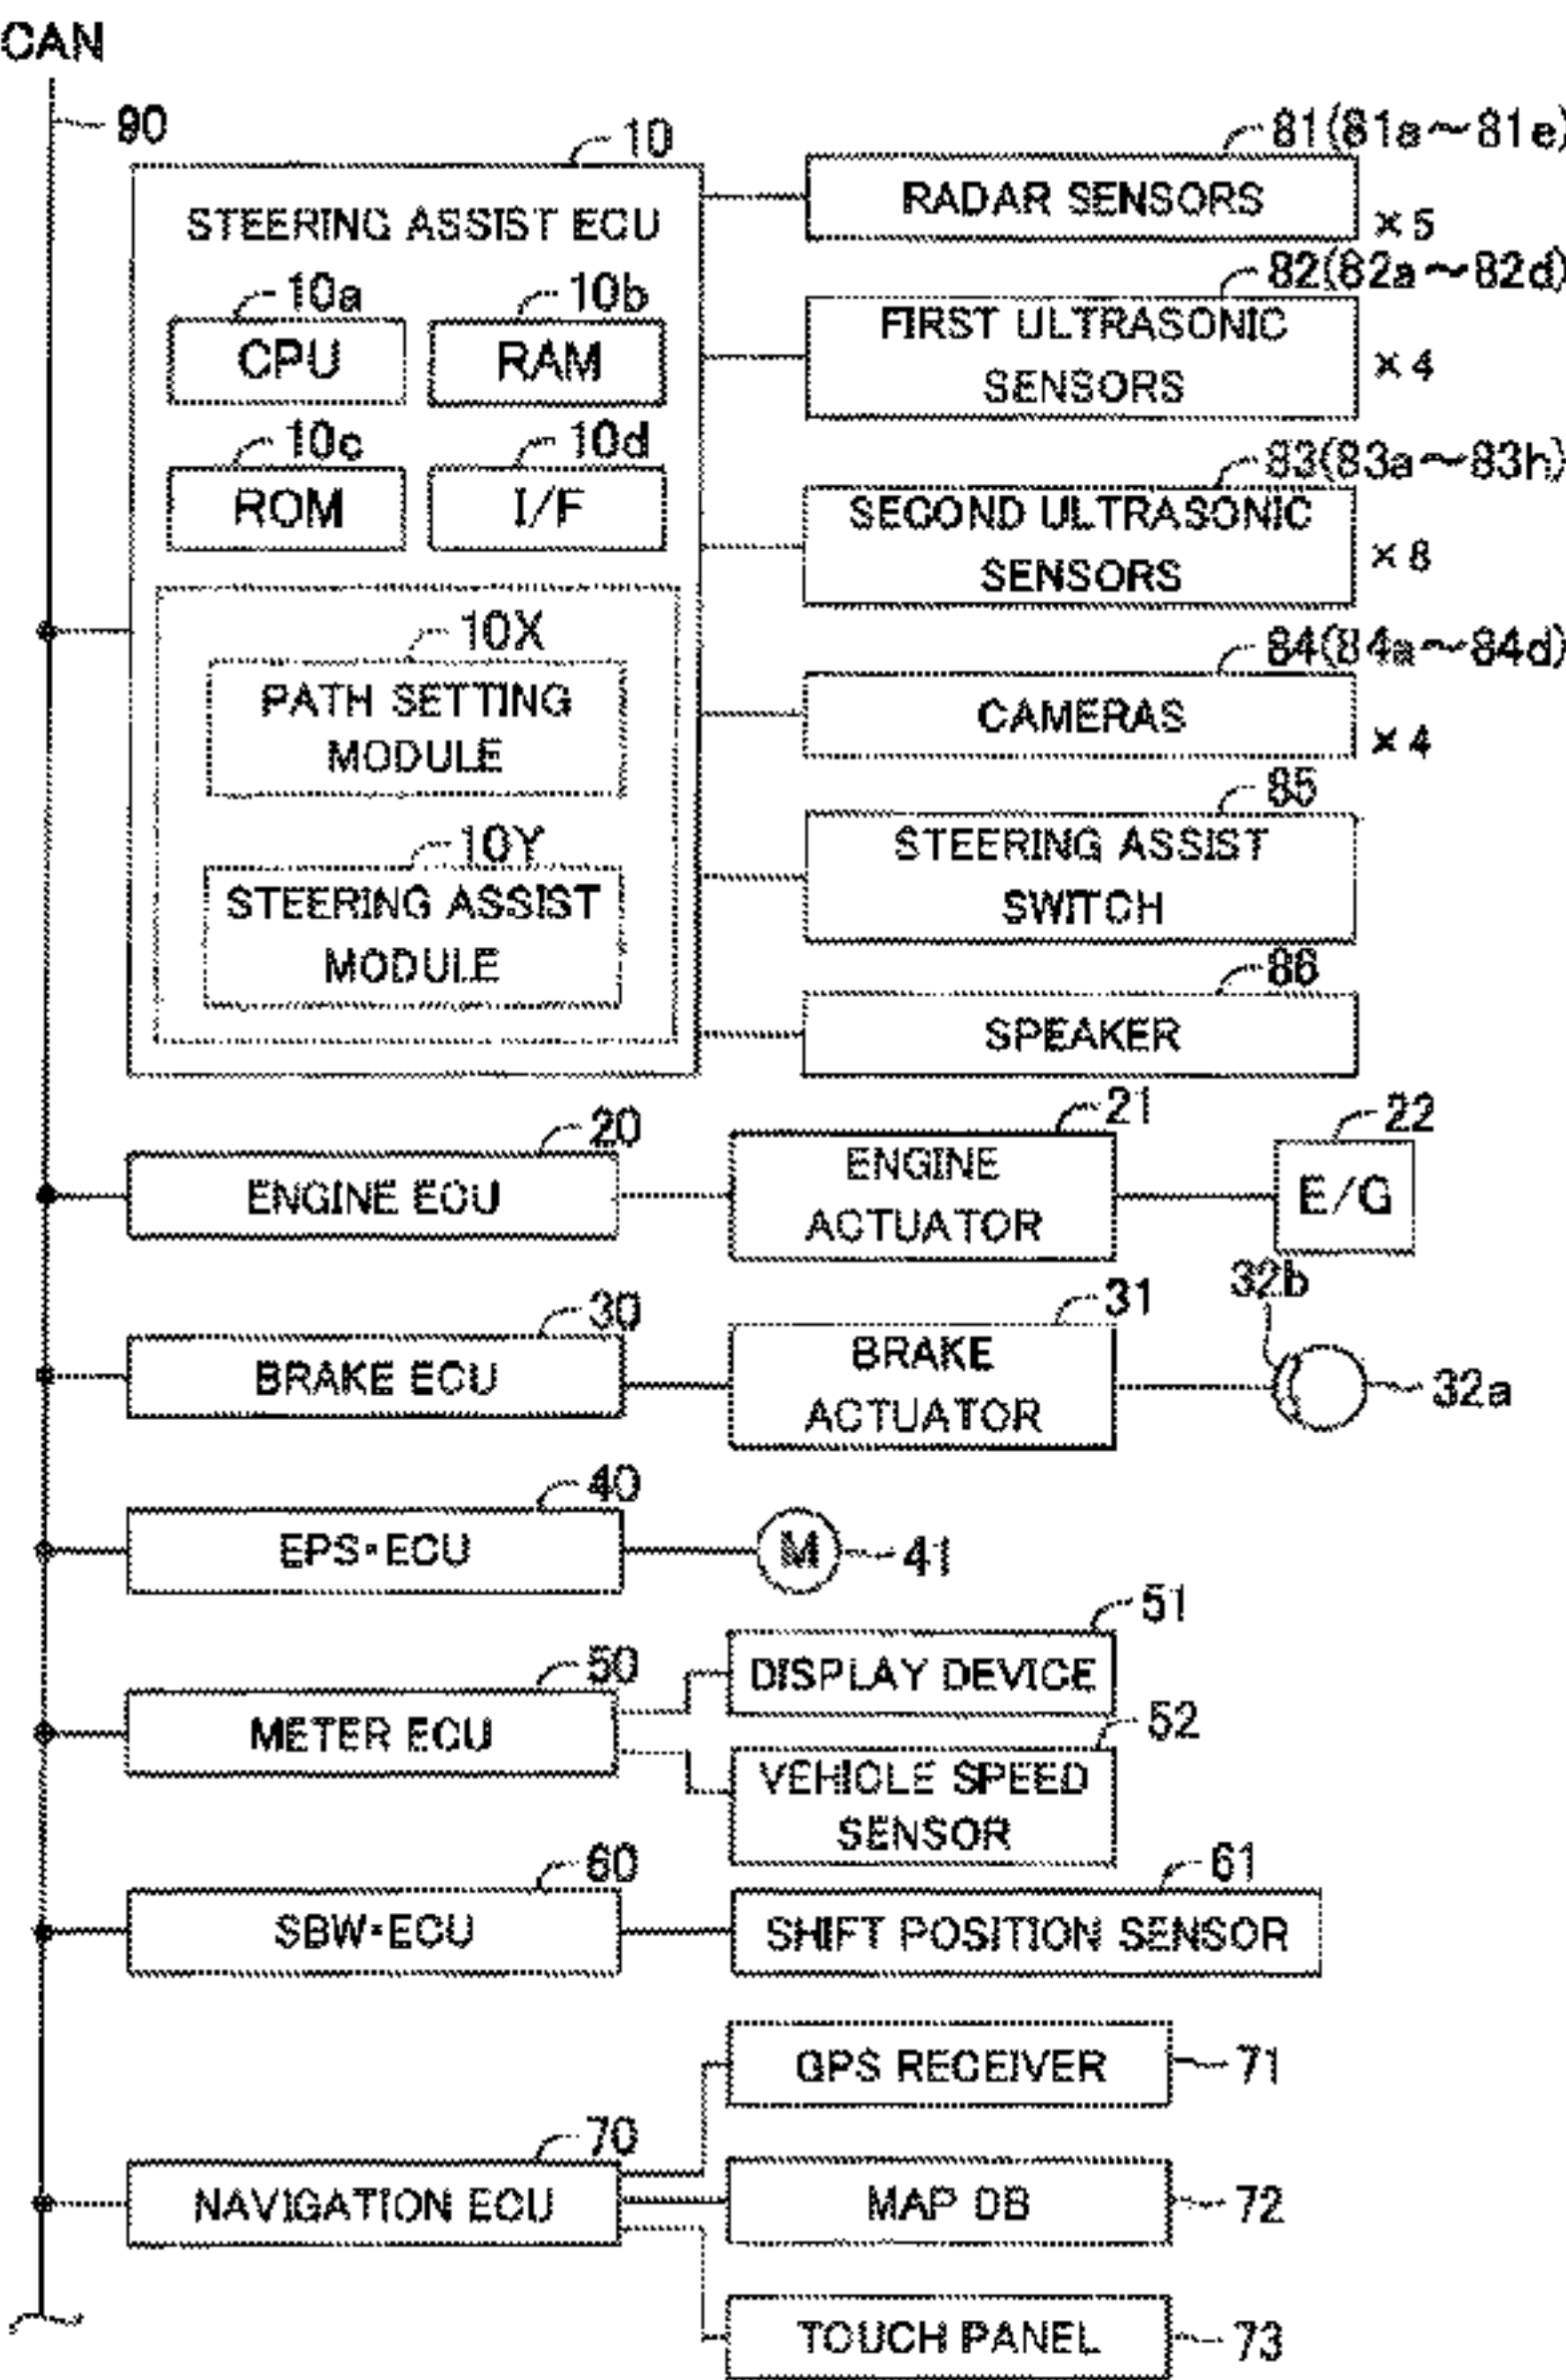 CAN
90
10
STEERING ASSIST ECU
10a
CPU
10b
RAM
10c
ROM
10d
I/F
10X
PATH SETTING
MODULE
10Y
STEERING ASSIST
MODULE
81(81a~81e)
RADAR SENSORS
×5
82(82a~82d)
FIRST ULTRASONIC
SENSORS
×4
83(83a~83h)
SECOND ULTRASONIC
SENSORS
×8
84(84a~84d)
CAMERAS
×4
85
STEERING ASSIST
SWITCH
86
SPEAKER
20
ENGINE ECU
21
ENGINE
ACTUATOR
22
E/G
30
BRAKE ECU
31
BRAKE
ACTUATOR
32b
32a
40
EPS·ECU
M
41
50
METER ECU
51
DISPLAY DEVICE
52
VEHICLE SPEED
SENSOR
60
SBW·ECU
61
SHIFT POSITION SENSOR
70
NAVIGATION ECU
GPS RECEIVER
71
MAP DB
72
TOUCH PANEL
73